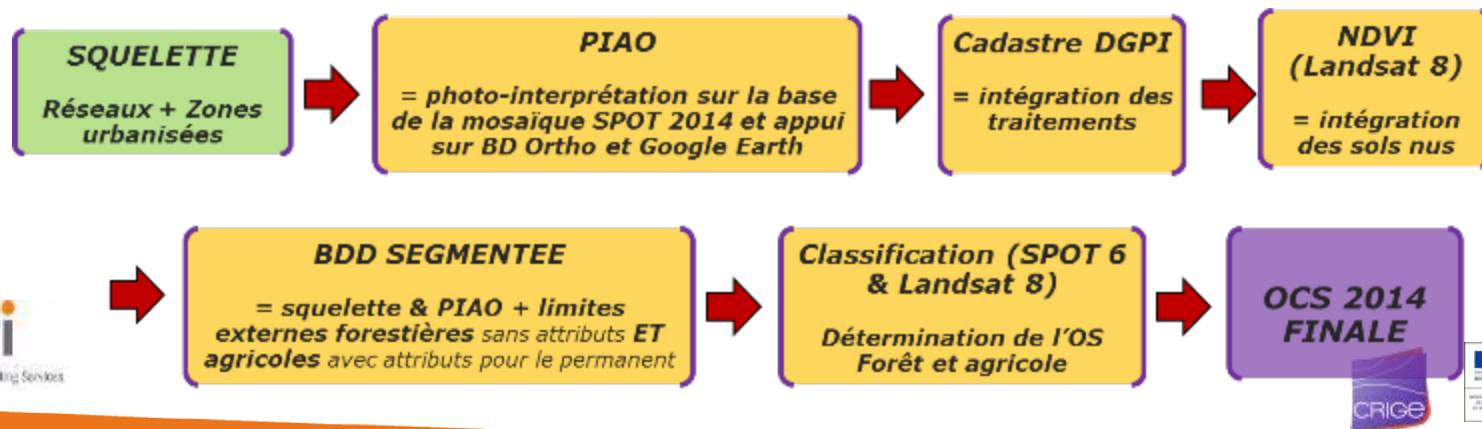 SQUELETTE
Réseaux + Zones
urbanisées
PIAO
= photo-interprétation sur la base
de la mosaïque SPOT 2014 et appui
sur BD Ortho et Google Earth
Cadastre DGPI
= intégration des
traitements
NDVI
(Landsat 8)
= intégration
des sols nus
BDD SEGMENTEE
= squelette & PIAO + limites
externes forestières sans attributs ET
agricoles avec attributs pour le permanent
Classification (SPOT 6
& Landsat 8)
Détermination de l'OS
Forêt et agricole
OCS 2014
FINALE
ting Services
CRIGE